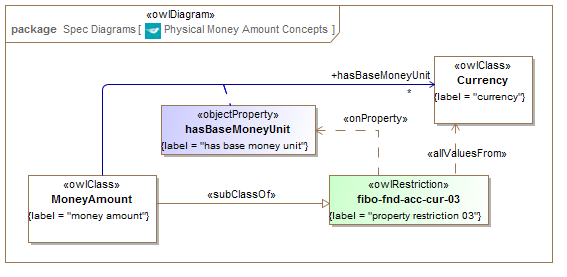 «owlDiagram»
package Spec Diagrams [ Physical Money Amount Concepts ]
«owlClass»
Currency
{label = "currency"}
+hasBaseMoneyUnit
*
«objectProperty»
hasBaseMoneyUnit
{label = "has base money unit"}
«onProperty»
«allValuesFrom»
«owlClass»
MoneyAmount
{label = "money amount"}
«subClassOf»
«owlRestriction»
fibo-fnd-acc-cur-03
{label = "property restriction 03"}